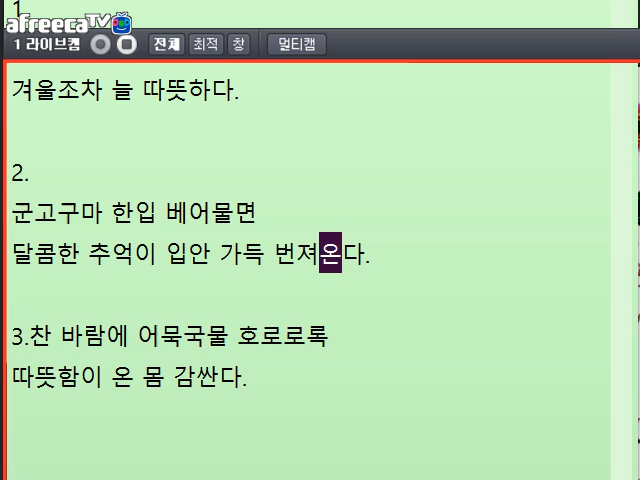 1
afreecaTV
1 라이브캠 전체 최적 창 멀티캠
겨울조차 늘 따뜻하다.
2.
군고구마 한입 베어물면
달콤한 추억이 입안 가득 번져온다.
3.찬 바람에 어묵국물 호로로록
따뜻함이 온 몸 감싼다.